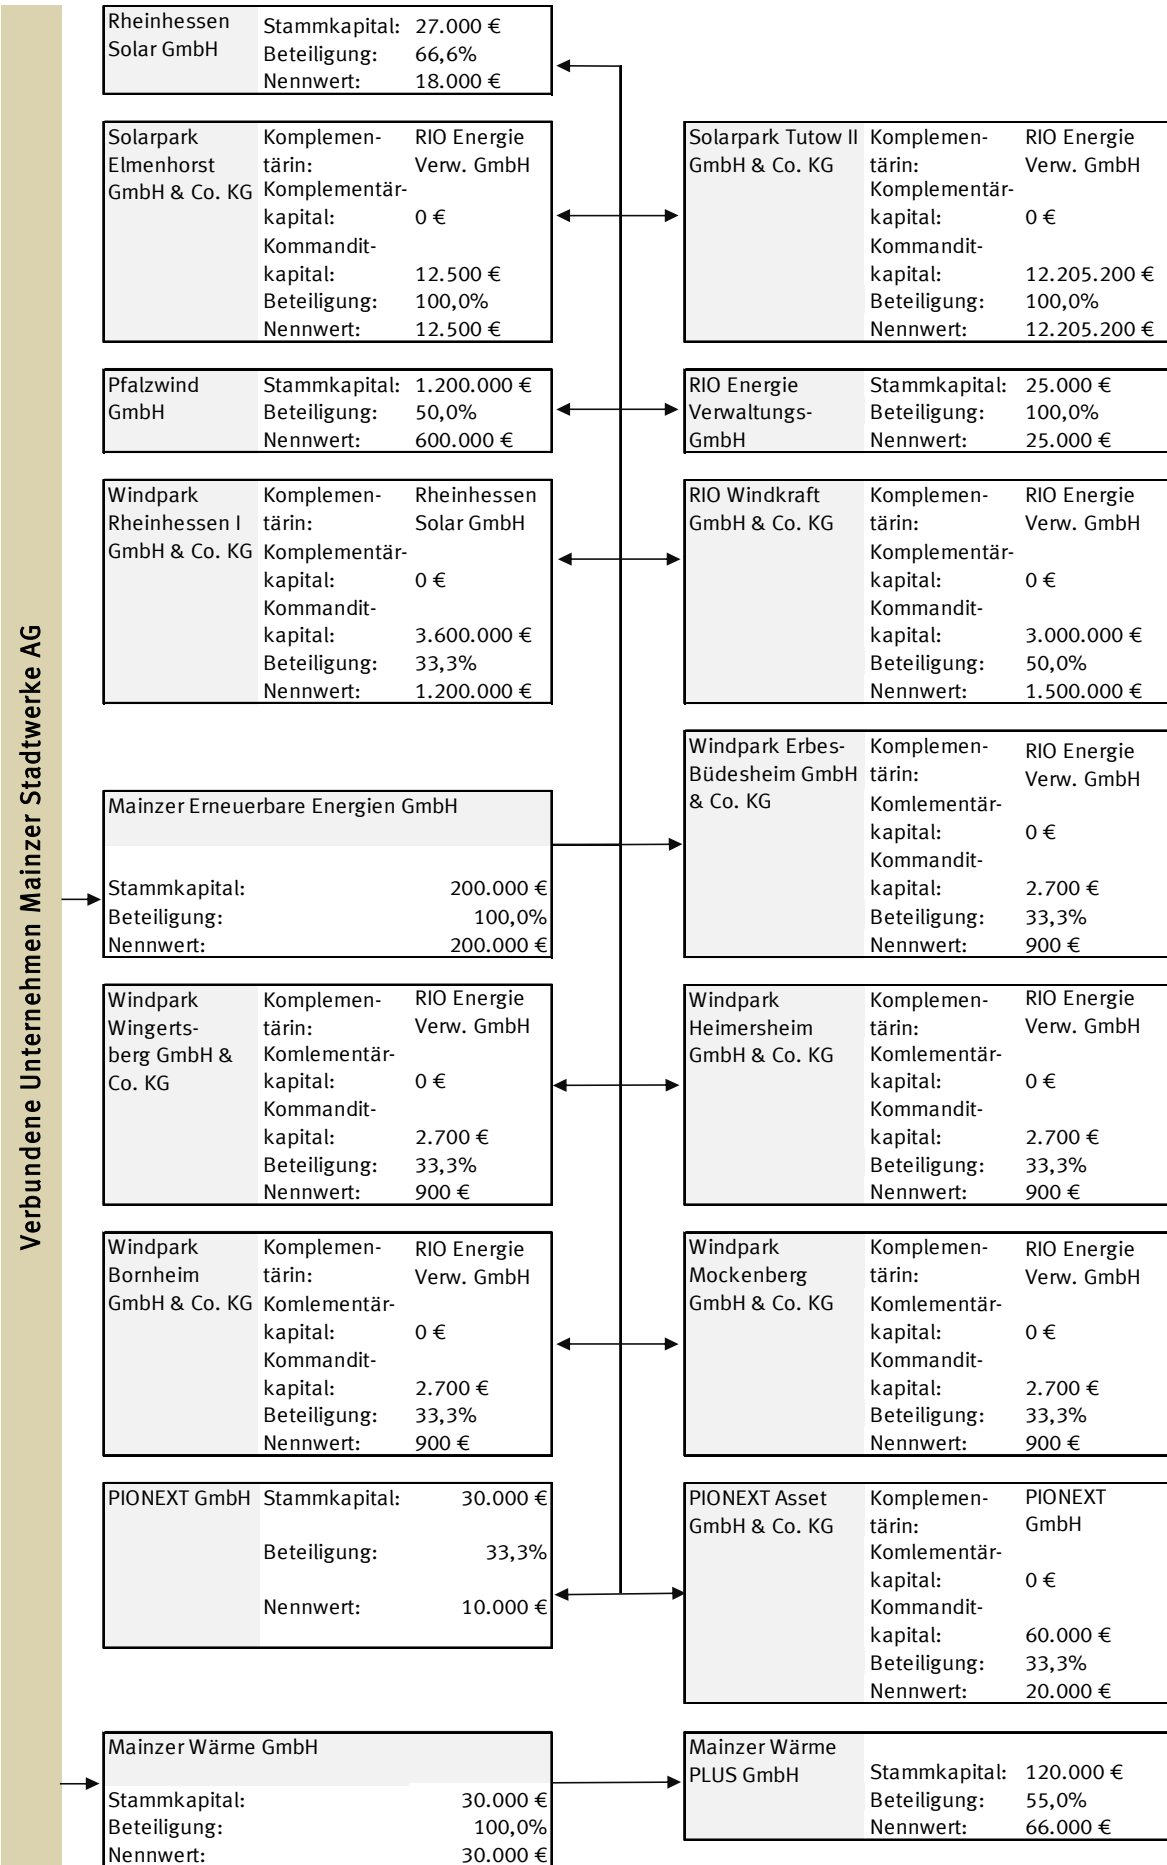 Verbundene Unternehmen Mainzer Stadtwerke AG
Rheinhessen
Solar GmbH
Stammkapital: 27.000 €
Beteiligung: 66,6%
Nennwert: 18.000 €
Solarpark
Elmenhorst
GmbH & Co. KG
Komplemen- RIO Energie
tärin: Verw. GmbH
Komplementär-
kapital: 0 €
Kommandit-
kapital: 12.500 €
Beteiligung: 100,0%
Nennwert: 12.500 €
Solarpark Tutow II
GmbH & Co. KG
Komplemen- RIO Energie
tärin: Verw. GmbH
Komplementär-
kapital: 0 €
Kommandit-
kapital: 12.205.200 €
Beteiligung: 100,0%
Nennwert: 12.205.200 €
Pfalzwind
GmbH
Stammkapital: 1.200.000 €
Beteiligung: 50,0%
Nennwert: 600.000 €
RIO Energie
Verwaltungs-
GmbH
Stammkapital: 25.000 €
Beteiligung: 100,0%
Nennwert: 25.000 €
Windpark
Rheinhessen I
GmbH & Co. KG
Komplemen- Rheinhessen
tärin: Solar GmbH
Komplementär-
kapital: 0 €
Kommandit-
kapital: 3.600.000 €
Beteiligung: 33,3%
Nennwert: 1.200.000 €
RIO Windkraft
GmbH & Co. KG
Komplemen- RIO Energie
tärin: Verw. GmbH
Komplementär-
kapital: 0 €
Kommandit-
kapital: 3.000.000 €
Beteiligung: 50,0%
Nennwert: 1.500.000 €
Mainzer Erneuerbare Energien GmbH
Stammkapital: 200.000 €
Beteiligung: 100,0%
Nennwert: 200.000 €
Windpark Erbes-
Büdesheim GmbH
& Co. KG
Komplemen- RIO Energie
tärin: Verw. GmbH
Komlementär-
kapital: 0 €
Kommandit-
kapital: 2.700 €
Beteiligung: 33,3%
Nennwert: 900 €
Windpark
Wingerts-
berg GmbH &
Co. KG
Komplemen- RIO Energie
tärin: Verw. GmbH
Komlementär-
kapital: 0 €
Kommandit-
kapital: 2.700 €
Beteiligung: 33,3%
Nennwert: 900 €
Windpark
Heimersheim
GmbH & Co. KG
Komplemen- RIO Energie
tärin: Verw. GmbH
Komlementär-
kapital: 0 €
Kommandit-
kapital: 2.700 €
Beteiligung: 33,3%
Nennwert: 900 €
Windpark
Bornheim
GmbH & Co. KG
Komplemen- RIO Energie
tärin: Verw. GmbH
Komlementär-
kapital: 0 €
Kommandit-
kapital: 2.700 €
Beteiligung: 33,3%
Nennwert: 900 €
Windpark
Mockenberg
GmbH & Co. KG
Komplemen- RIO Energie
tärin: Verw. GmbH
Komlementär-
kapital: 0 €
Kommandit-
kapital: 2.700 €
Beteiligung: 33,3%
Nennwert: 900 €
PIONEXT GmbH
Stammkapital: 30.000 €
Beteiligung: 33,3%
Nennwert: 10.000 €
PIONEXT Asset
GmbH & Co. KG
Komplemen- PIONEXT
tärin: GmbH
Komlementär-
kapital: 0 €
Kommandit-
kapital: 60.000 €
Beteiligung: 33,3%
Nennwert: 20.000 €
Mainzer Wärme GmbH
Stammkapital: 30.000 €
Beteiligung: 100,0%
Nennwert: 30.000 €
Mainzer Wärme
PLUS GmbH
Stammkapital: 120.000 €
Beteiligung: 55,0%
Nennwert: 66.000 €